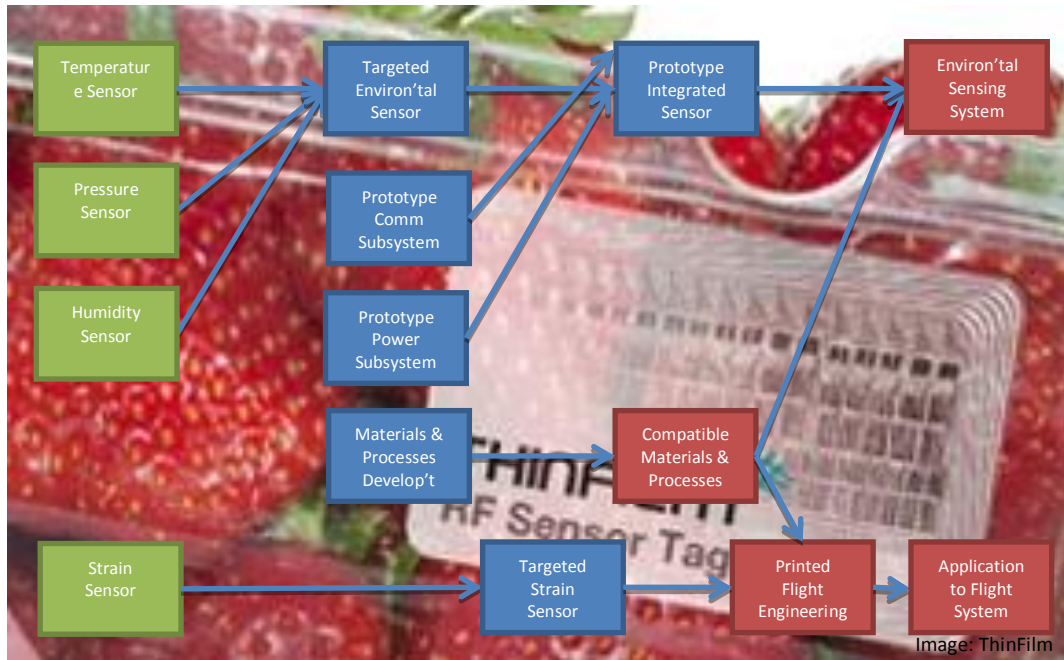 Temperatur
e Sensor
Targeted
Environ'tal
Sensor
Prototype
Integrated
Sensor
Environ'tal
Sensing
System
Pressure
Sensor
Prototype
Comm
Subsystem
Humidity
Sensor
Prototype
Power
Subsystem
Materials &
Processes
Develop't
Compatible
Materials &
Processes
RF Sensor Tag
Strain
Sensor
Targeted
Strain
Sensor
Printed
Flight
Engineering
Application
to Flight
System
Image: ThinFilm